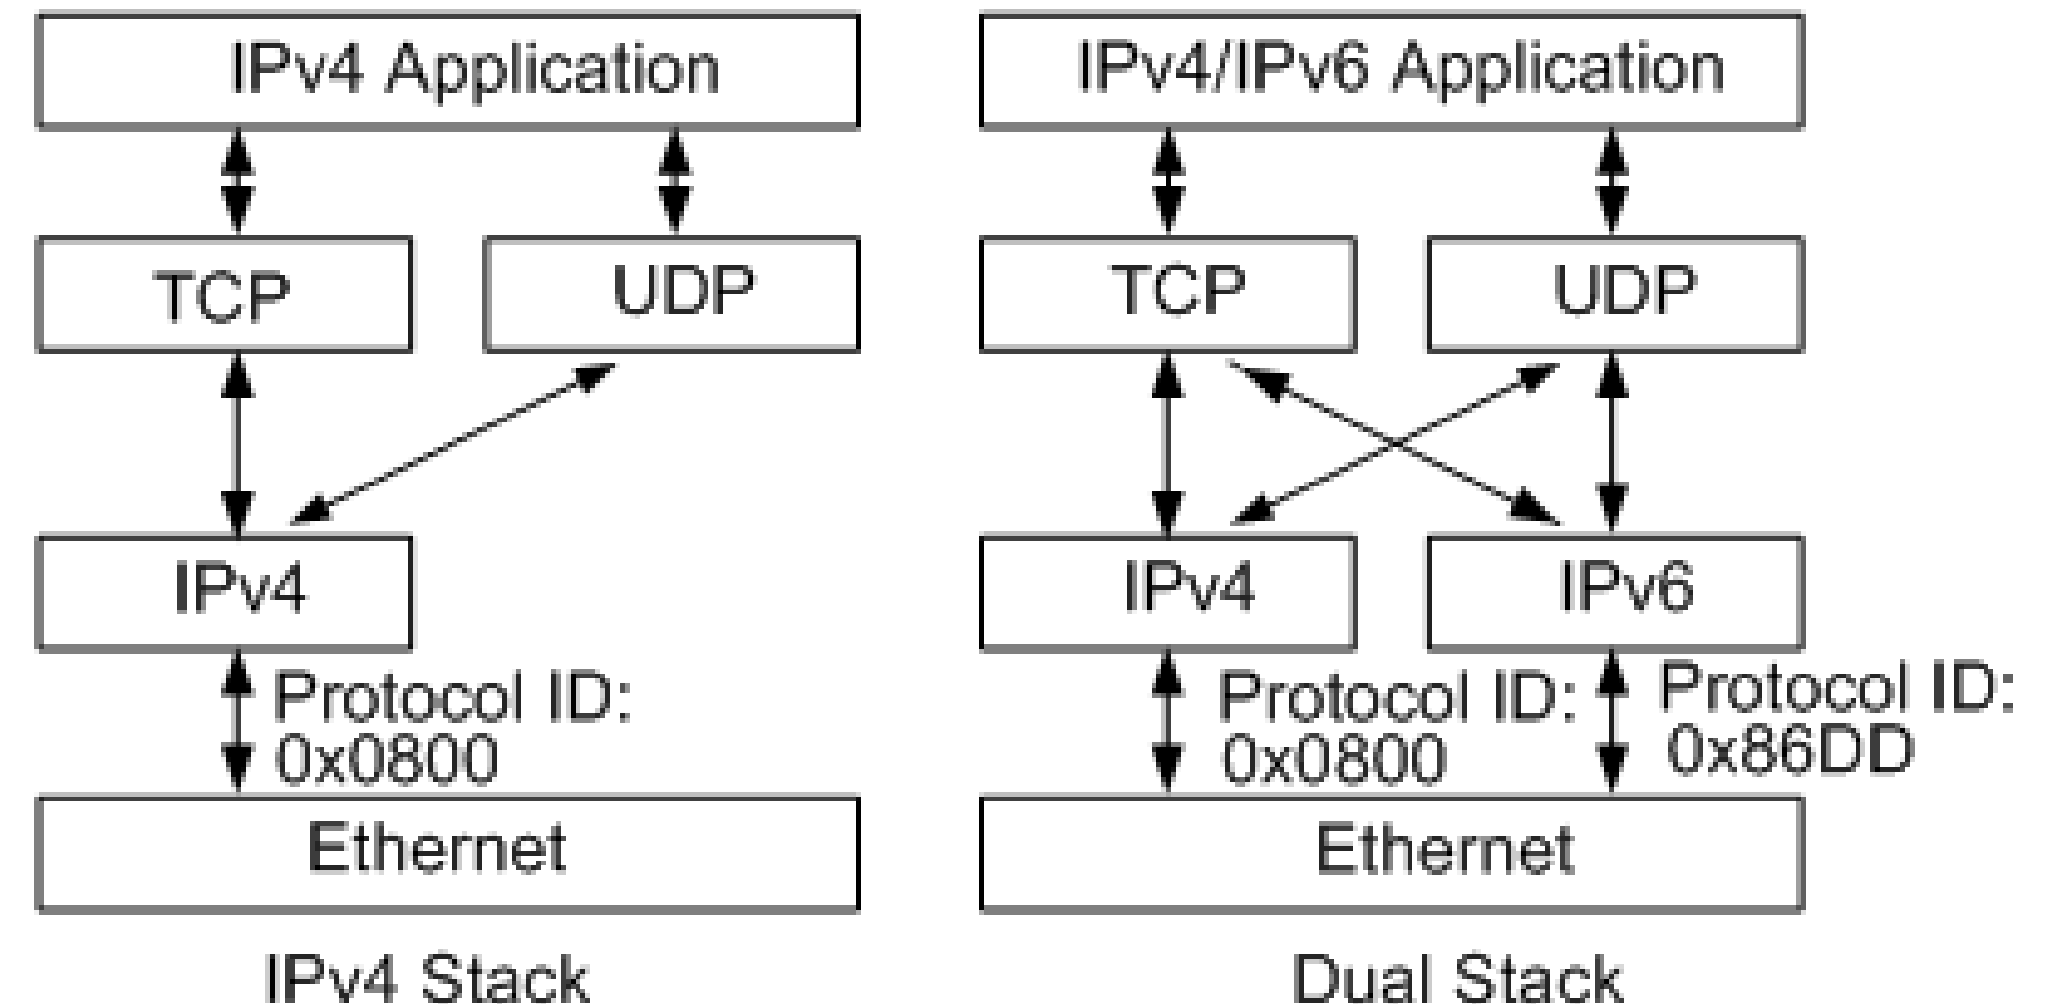 IPv4 Application
TCP
UDP
IPv4
Protocol ID:
0x0800
Ethernet
IPv4 Stack
IPv4/IPv6 Application
TCP
UDP
IPv4
IPv6
Protocol ID:
0x0800
Protocol ID:
0x86DD
Ethernet
Dual Stack